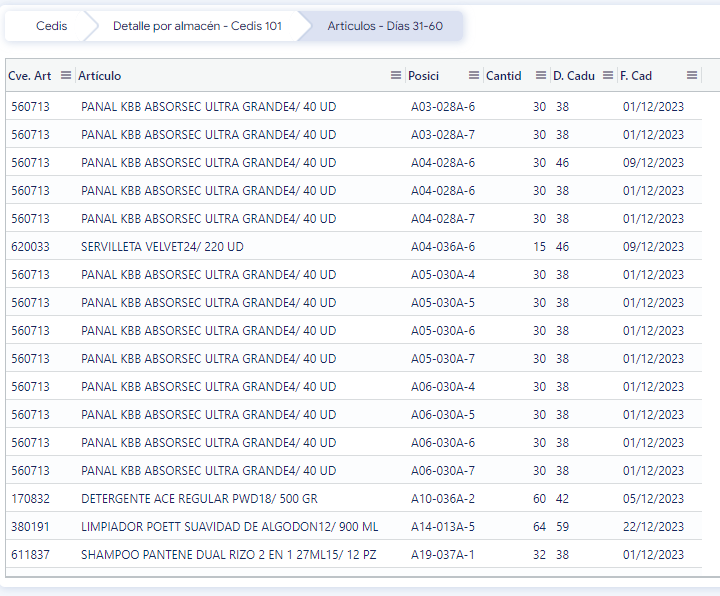 Cedis Detalle por almacén - Cedis 101 Articulos - Días 31-60
Cve. Art Artículo Posici Cantid D. Cadu F. Cad
560713 PANAL KBB ABSORSEC ULTRA GRANDE4/ 40 UD A03-028A-6 30 38 01/12/2023
560713 PANAL KBB ABSORSEC ULTRA GRANDE4/ 40 UD A03-028A-7 30 38 01/12/2023
560713 PANAL KBB ABSORSEC ULTRA GRANDE4/ 40 UD A04-028A-6 30 46 09/12/2023
560713 PANAL KBB ABSORSEC ULTRA GRANDE4/ 40 UD A04-028A-6 30 38 01/12/2023
560713 PANAL KBB ABSORSEC ULTRA GRANDE4/ 40 UD A04-028A-7 30 38 01/12/2023
620033 SERVILLETA VELVET24/ 220 UD A04-036A-6 15 46 09/12/2023
560713 PANAL KBB ABSORSEC ULTRA GRANDE4/ 40 UD A05-030A-4 30 38 01/12/2023
560713 PANAL KBB ABSORSEC ULTRA GRANDE4/ 40 UD A05-030A-5 30 38 01/12/2023
560713 PANAL KBB ABSORSEC ULTRA GRANDE4/ 40 UD A05-030A-6 30 38 01/12/2023
560713 PANAL KBB ABSORSEC ULTRA GRANDE4/ 40 UD A05-030A-7 30 38 01/12/2023
560713 PANAL KBB ABSORSEC ULTRA GRANDE4/ 40 UD A06-030A-4 30 38 01/12/2023
560713 PANAL KBB ABSORSEC ULTRA GRANDE4/ 40 UD A06-030A-5 30 38 01/12/2023
560713 PANAL KBB ABSORSEC ULTRA GRANDE4/ 40 UD A06-030A-6 30 38 01/12/2023
560713 PANAL KBB ABSORSEC ULTRA GRANDE4/ 40 UD A06-030A-7 30 38 01/12/2023
170832 DETERGENTE ACE REGULAR PWD18/ 500 GR A10-036A-2 60 42 05/12/2023
380191 LIMPIADOR POETT SUAVIDAD DE ALGODON12/ 900 ML A14-013A-5 64 59 22/12/2023
611837 SHAMPOO PANTENE DUAL RIZO 2 EN 1 27ML15/ 12 PZ A19-037A-1 32 38 01/12/2023